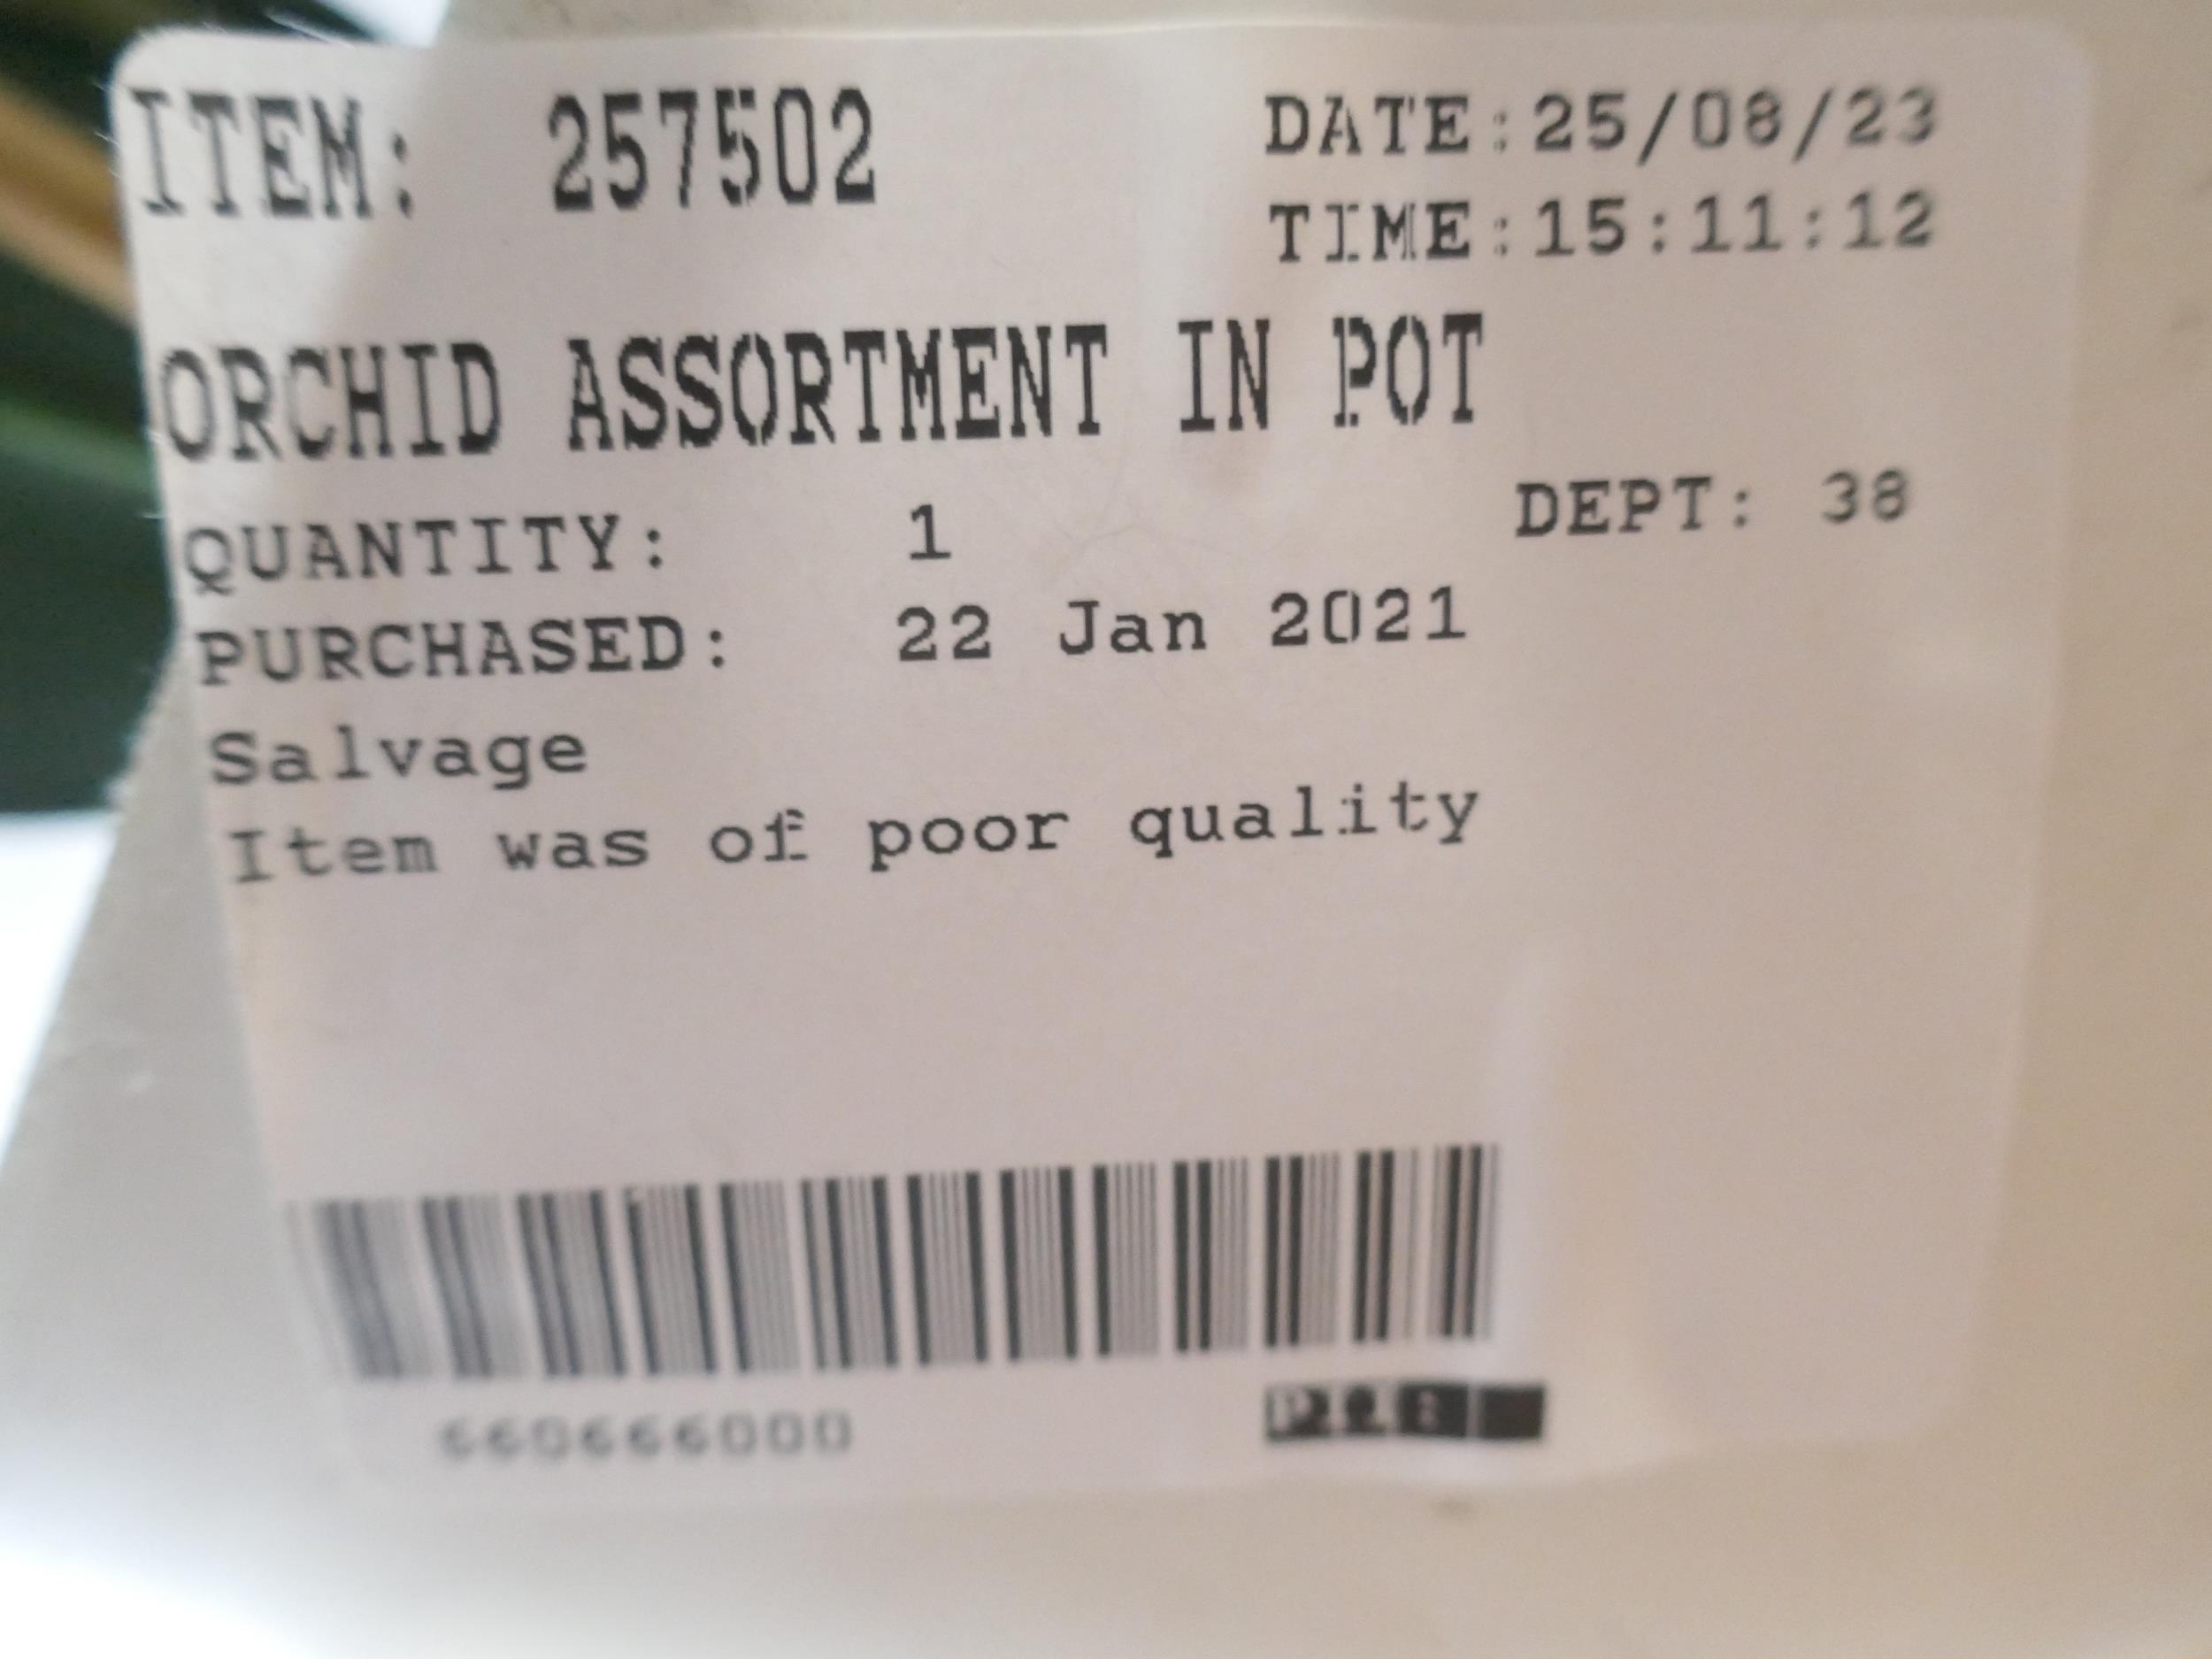 ITEM: 257502
DATE:25/08/23
TIME:15:11:12
ORCHID ASSORTMENT IN POT
QUANTITY: 1
DEPT: 38
PURCHASED: 22 Jan 2021
Salvage
Item was of poor quality